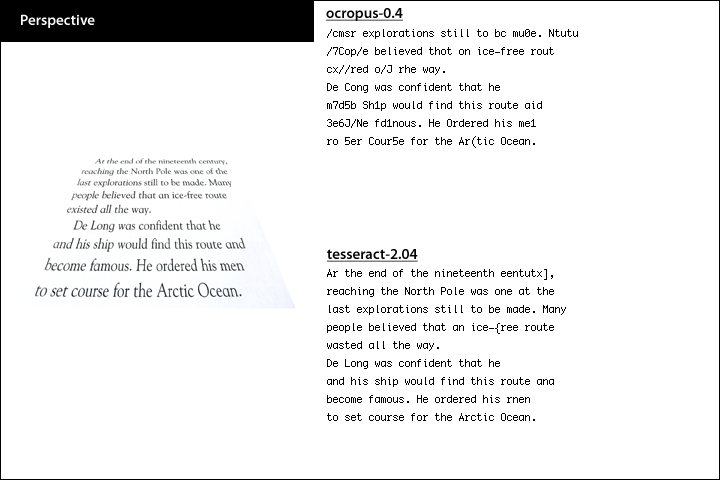 Perspective
At the end of the nineteenth century,
reaching the North Pole was one of the
last explorations still to be made. Many
people believed that an ice-free route
existed all the way.
De Long was confident that he
and his ship would find this route and
become famous. He ordered his men
to set course for the Arctic Ocean.
ocropus-0.4
/cmsr explorations still to bc mu0e. Ntutu
/7Cop/e believed thot on ice-free rout
cx//red o/J rhe way.
De Cong was confident that he
m7d5b Sh1p would find this route aid
3e6J/Ne fd1nous. He Ordered his me1
ro 5er Cour5e for the Ar(tic Ocean.
tesseract-2.04
Ar the end of the nineteenth eentutx],
reaching the North Pole was one at the
last explorations still to be made. Many
people believed that an ice-{ree route
wasted all the way.
De Long was confident that he
and his ship would find this route ana
become famous. He ordered his rnen
to set course for the Arctic Ocean.